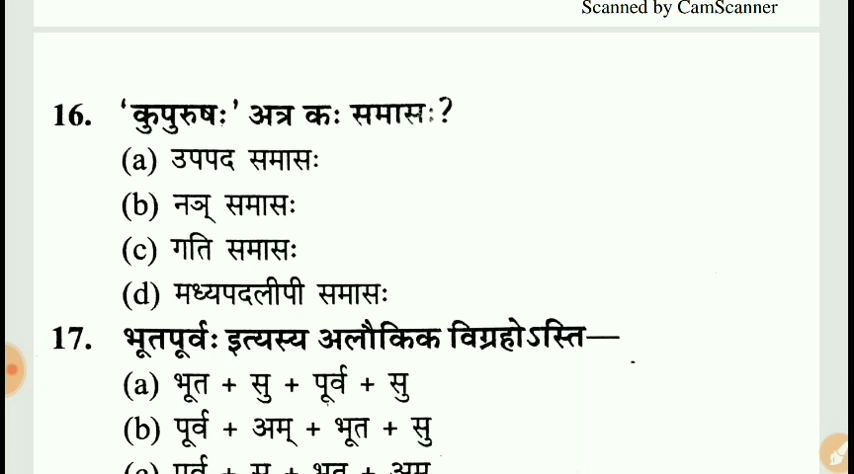 Scanned by CamScanner
16. 'कुपुरुषः' अत्र कः समासः?
(a) उपपद समासः
(b) नञ् समासः
(c) गति समासः
(d) मध्यपदलीपी समासः
17. भूतपूर्वः इत्यस्य अलौकिक विग्रहोऽस्ति—
(a) भूत + सु + पूर्व + सु
(b) पूर्व + अम् + भूत + सु